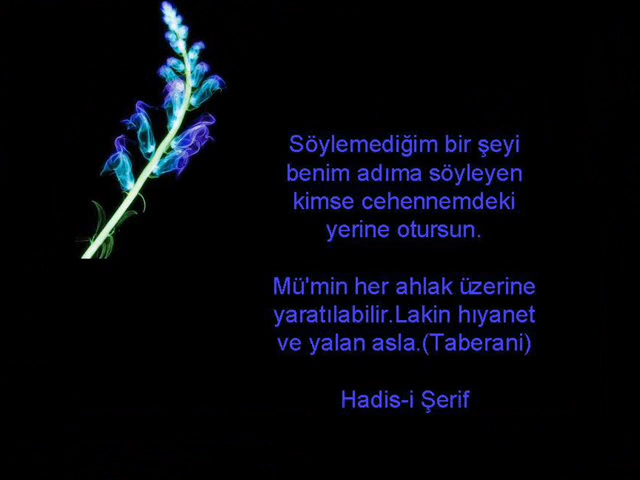 Söylemediğim bir şeyi
benim adıma söyleyen
kimse cehennemdeki
yerine otursun.
Mü'min her ahlak üzerine
yaratılabilir.Lakin hıyanet
ve yalan asla.(Taberani)
Hadis-i Şerif